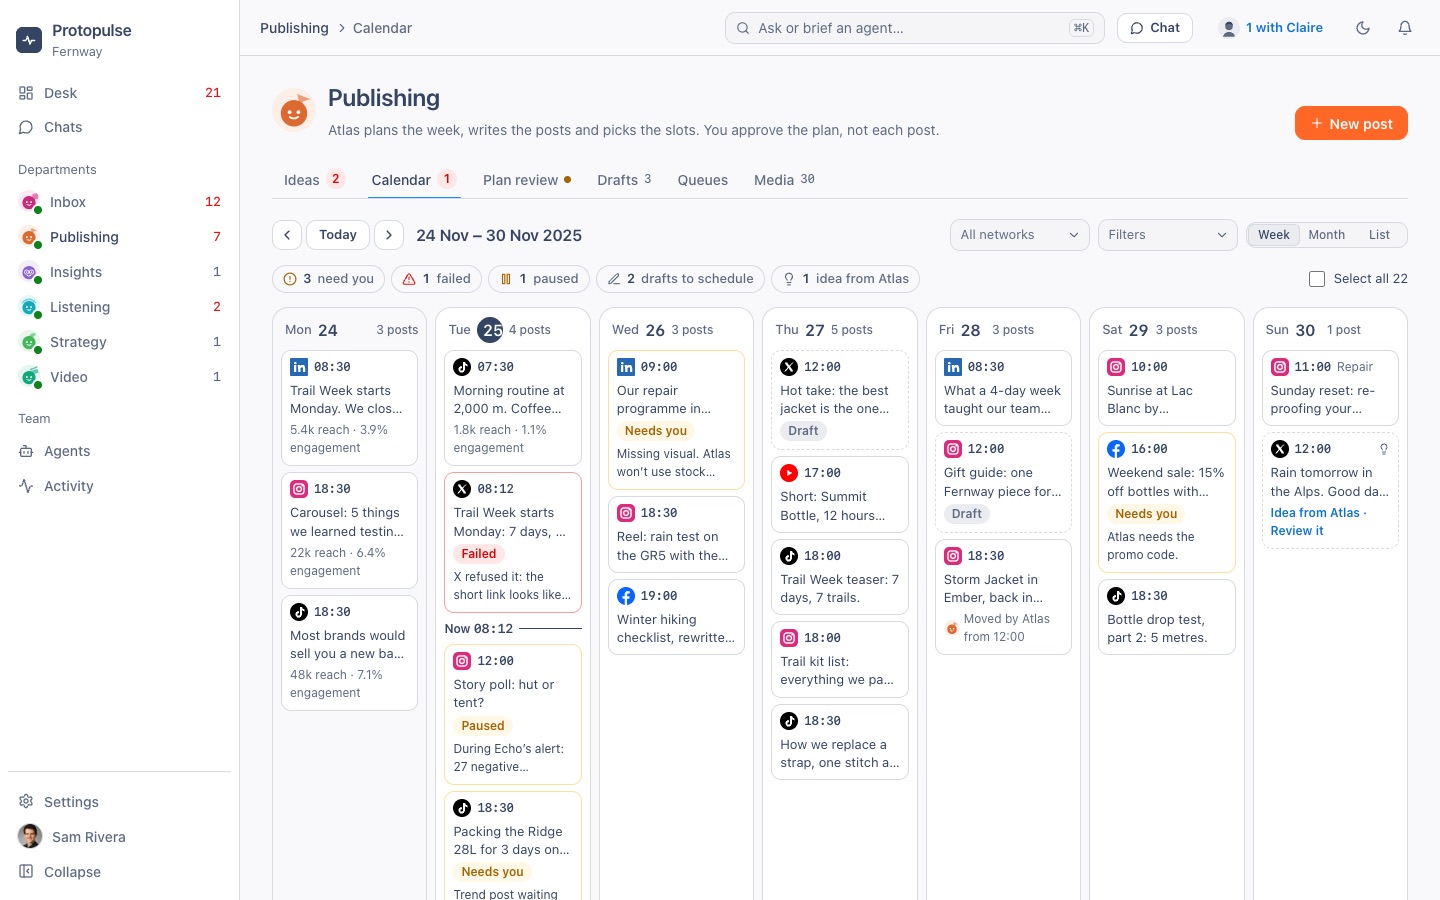 Protopulse
Fernway
Desk 21
Chats
Departments
Inbox 12
Publishing 7
Insights 1
Listening 2
Strategy 1
Video 1
Team
Agents
Activity
Settings
Sam Rivera
Collapse
Publishing > Calendar
Ask or brief an agent… ⌘K
Chat
1 with Claire
Publishing
Atlas plans the week, writes the posts and picks the slots. You approve the plan, not each post.
+ New post
Ideas 2
Calendar 1
Plan review
Drafts 3
Queues
Media 30
Today
24 Nov – 30 Nov 2025
All networks
Filters
Week
Month
List
3 need you
1 failed
1 paused
2 drafts to schedule
1 idea from Atlas
Select all 22
Mon 24 3 posts
08:30
Trail Week starts
Monday. We clos…
5.4k reach · 3.9%
engagement
18:30
Carousel: 5 things
we learned testin…
22k reach · 6.4%
engagement
18:30
Most brands would
sell you a new ba…
48k reach · 7.1%
engagement
Tue 25 4 posts
07:30
Morning routine at
2,000 m. Coffee…
1.8k reach · 1.1%
engagement
08:12
Trail Week starts
Monday: 7 days, …
Failed
X refused it: the
short link looks like…
Now 08:12
12:00
Story poll: hut or
tent?
Paused
During Echo’s alert:
27 negative…
18:30
Packing the Ridge
28L for 3 days on…
Needs you
Trend post waiting
Wed 26 3 posts
09:00
Our repair
programme in…
Needs you
Missing visual. Atlas
won’t use stock…
18:30
Reel: rain test on
the GR5 with the…
19:00
Winter hiking
checklist, rewritte…
Thu 27 5 posts
12:00
Hot take: the best
jacket is the one…
Draft
17:00
Short: Summit
Bottle, 12 hours…
18:00
Trail Week teaser: 7
days, 7 trails.
18:00
Trail kit list:
everything we pa…
18:30
How we replace a
strap, one stitch a…
Fri 28 3 posts
08:30
What a 4-day week
taught our team…
12:00
Gift guide: one
Fernway piece for…
Draft
18:30
Storm Jacket in
Ember, back in…
Moved by Atlas
from 12:00
Sat 29 3 posts
10:00
Sunrise at Lac
Blanc by…
16:00
Weekend sale: 15%
off bottles with…
Needs you
Atlas needs the
promo code.
18:30
Bottle drop test,
part 2: 5 metres.
Sun 30 1 post
11:00 Repair
Sunday reset: re-
proofing your…
12:00
Rain tomorrow in
the Alps. Good da…
Idea from Atlas ·
Review it